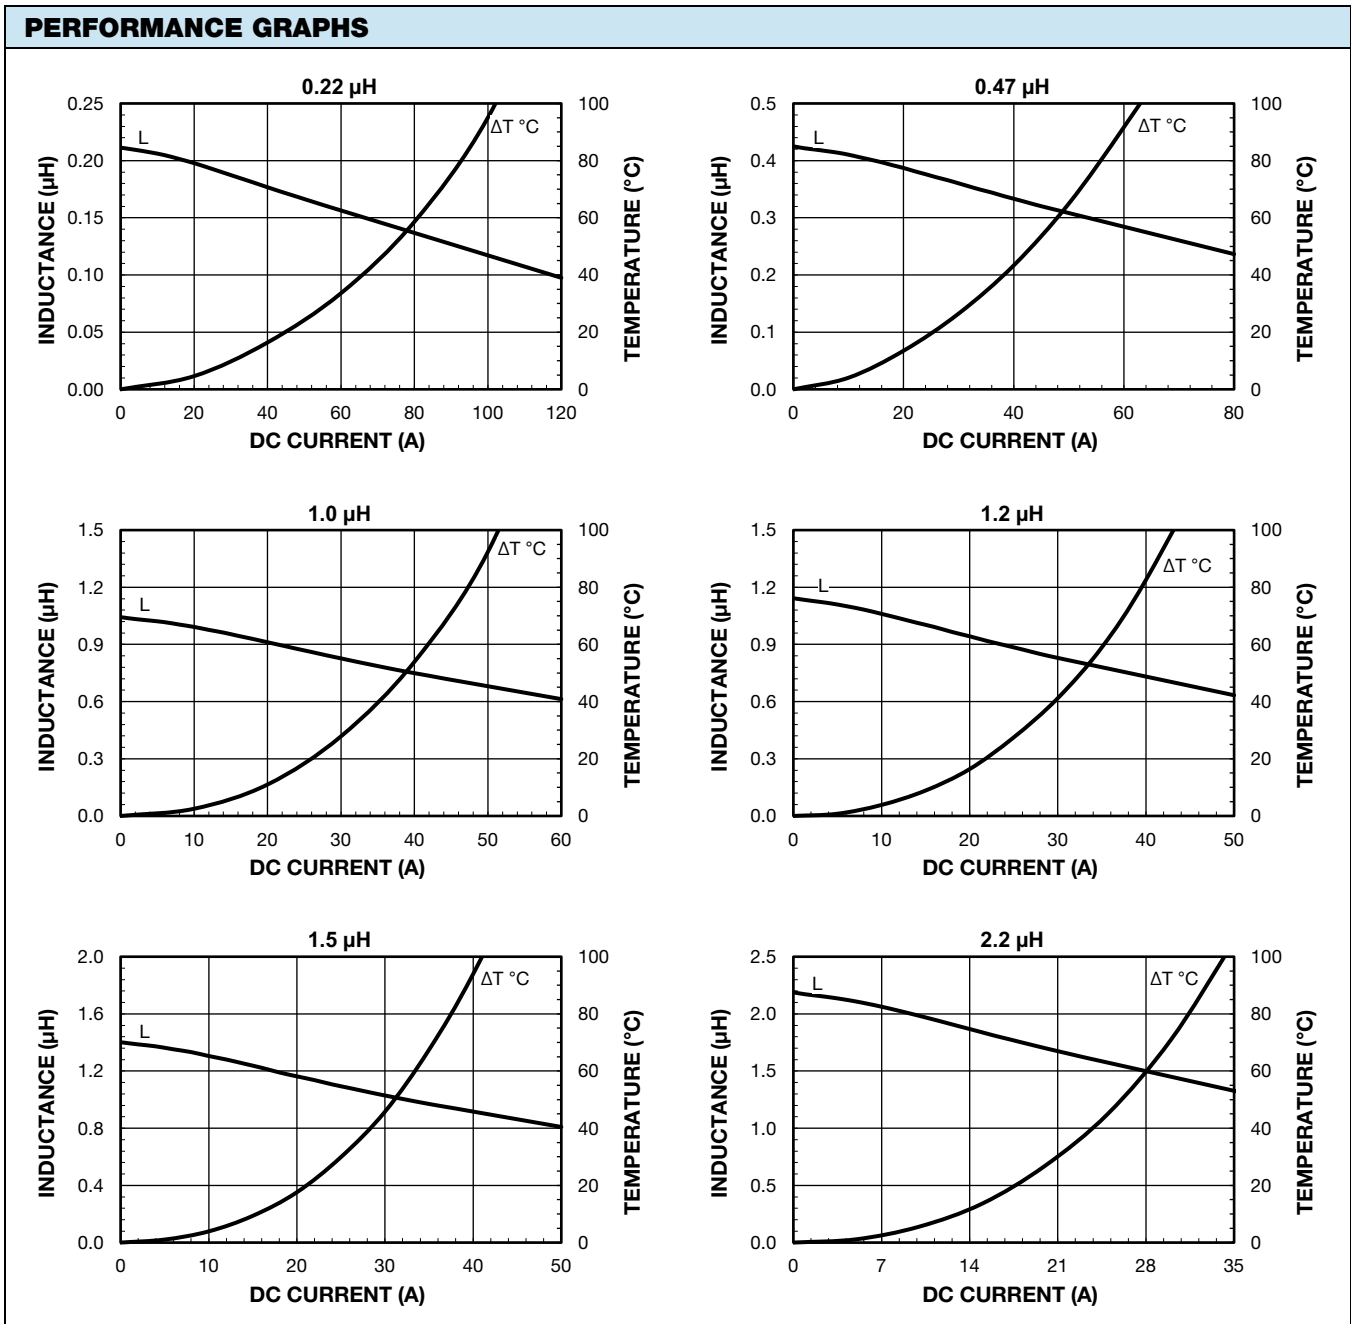 PERFORMANCE GRAPHS
0.22 µH
0.25
0.20
0.15
0.10
0.05
0.00
INDUCTANCE (µH)
L
ΔT °C
100
80
60
40
20
0
TEMPERATURE (°C)
0 20 40 60 80 100 120
DC CURRENT (A)
0.47 µH
0.5
0.4
0.3
0.2
0.1
0.0
INDUCTANCE (µH)
L
ΔT °C
100
80
60
40
20
0
TEMPERATURE (°C)
0 20 40 60 80
DC CURRENT (A)
1.0 µH
1.5
1.2
0.9
0.6
0.3
0.0
INDUCTANCE (µH)
L
ΔT °C
100
80
60
40
20
0
TEMPERATURE (°C)
0 10 20 30 40 50 60
DC CURRENT (A)
1.2 µH
1.5
1.2
0.9
0.6
0.3
0.0
INDUCTANCE (µH)
L
ΔT °C
100
80
60
40
20
0
TEMPERATURE (°C)
0 10 20 30 40 50
DC CURRENT (A)
1.5 µH
2.0
1.6
1.2
0.8
0.4
0.0
INDUCTANCE (µH)
L
ΔT °C
100
80
60
40
20
0
TEMPERATURE (°C)
0 10 20 30 40 50
DC CURRENT (A)
2.2 µH
2.5
2.0
1.5
1.0
0.5
0.0
INDUCTANCE (µH)
L
ΔT °C
100
80
60
40
20
0
TEMPERATURE (°C)
0 7 14 21 28 35
DC CURRENT (A)